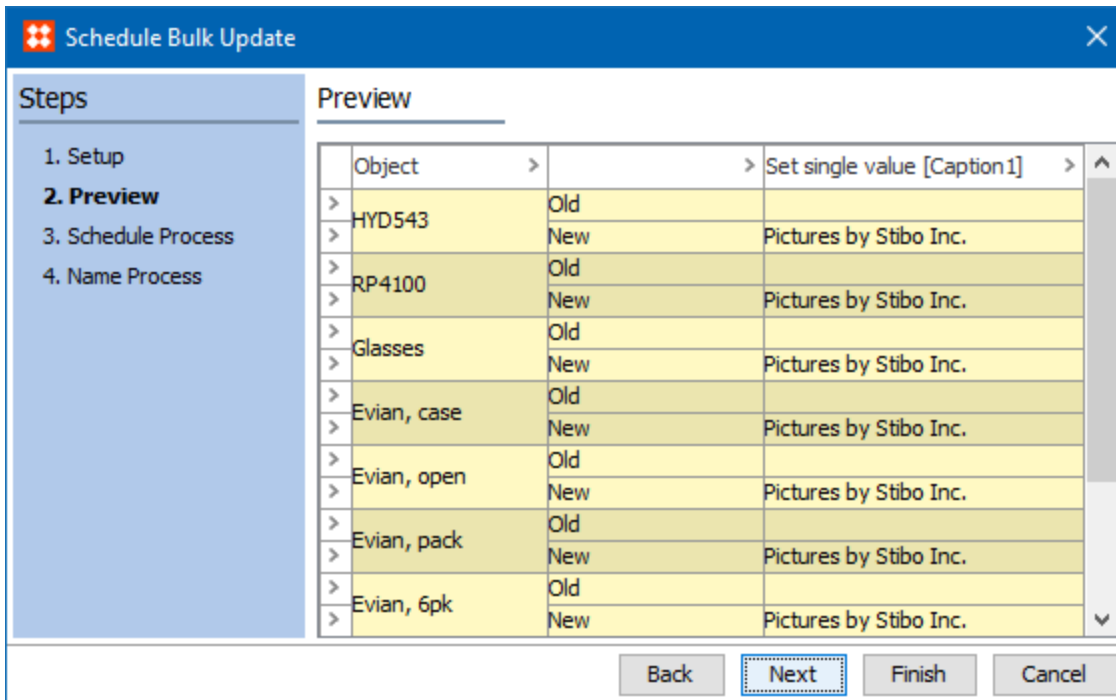 Schedule Bulk Update
Steps
1. Setup
2. Preview
3. Schedule Process
4. Name Process
Preview
Object > > Set single value [Caption1] >
HYD543
Old
New Pictures by Stibo Inc.
RP4100
Old
New Pictures by Stibo Inc.
Glasses
Old
New Pictures by Stibo Inc.
Evian, case
Old
New Pictures by Stibo Inc.
Evian, open
Old
New Pictures by Stibo Inc.
Evian, pack
Old
New Pictures by Stibo Inc.
Evian, 6pk
Old
New Pictures by Stibo Inc.
Back Next Finish Cancel